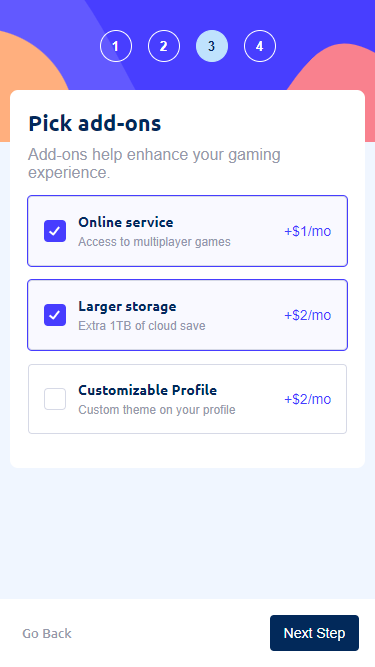 1 2 3 4
Pick add-ons
Add-ons help enhance your gaming
experience.
Online service
Access to multiplayer games
+$1/mo
Larger storage
Extra 1TB of cloud save
+$2/mo
Customizable Profile
Custom theme on your profile
+$2/mo
Go Back
Next Step